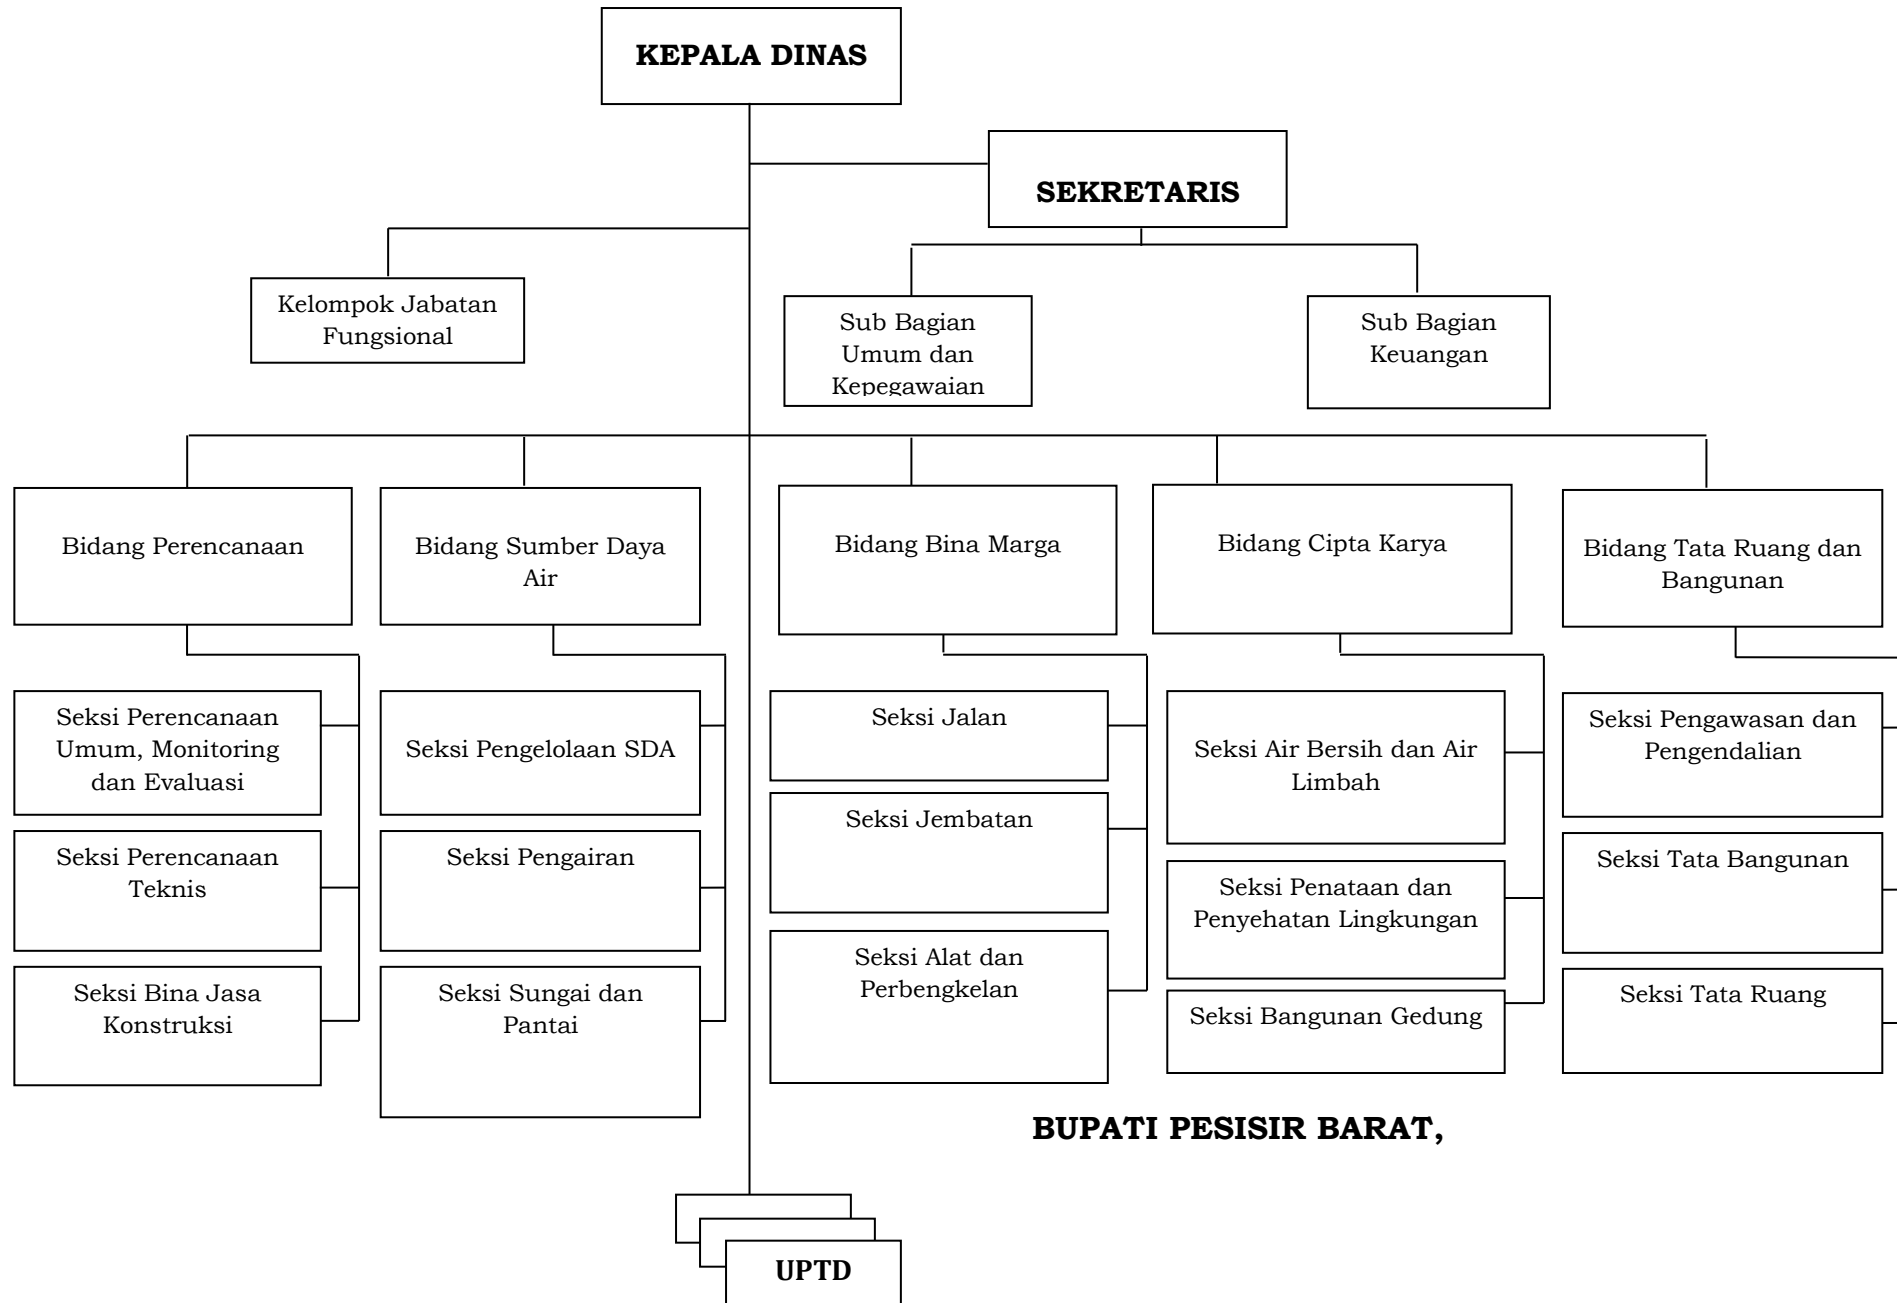 KEPALA DINAS
SEKRETARIS
Kelompok Jabatan
Fungsional
Sub Bagian
Umum dan
Kepegawaian
Sub Bagian
Keuangan
Bidang Perencanaan
Bidang Sumber Daya
Air
Bidang Bina Marga
Bidang Cipta Karya
Bidang Tata Ruang dan
Bangunan
Seksi Perencanaan
Umum, Monitoring
dan Evaluasi
Seksi Perencanaan
Teknis
Seksi Bina Jasa
Konstruksi
Seksi Pengelolaan SDA
Seksi Pengairan
Seksi Sungai dan
Pantai
Seksi Jalan
Seksi Jembatan
Seksi Alat dan
Perbengkelan
Seksi Air Bersih dan Air
Limbah
Seksi Penataan dan
Penyehatan Lingkungan
Seksi Bangunan Gedung
Seksi Pengawasan dan
Pengendalian
Seksi Tata Bangunan
Seksi Tata Ruang
BUPATI PESISIR BARAT,
UPTD